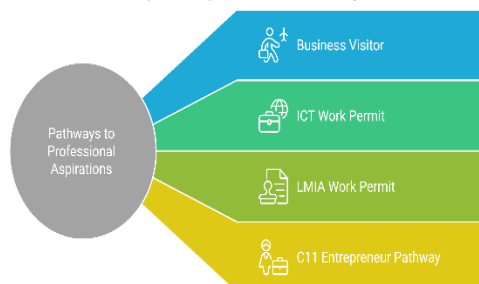 Pathways to
Professional
Aspirations
Business Visitor
ICT Work Permit
LMIA Work Permit
C11 Entrepreneur Pathway